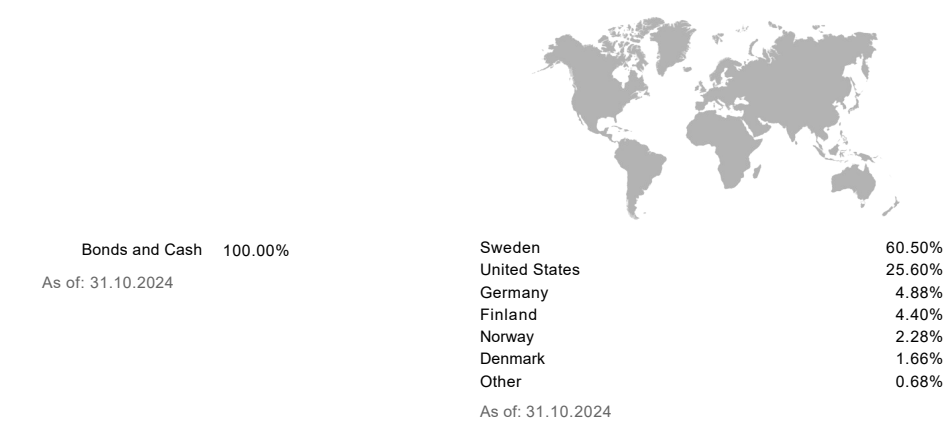 Bonds and Cash 100.00%
As of: 31.10.2024
Sweden 60.50%
United States 25.60%
Germany 4.88%
Finland 4.40%
Norway 2.28%
Denmark 1.66%
Other 0.68%
As of: 31.10.2024